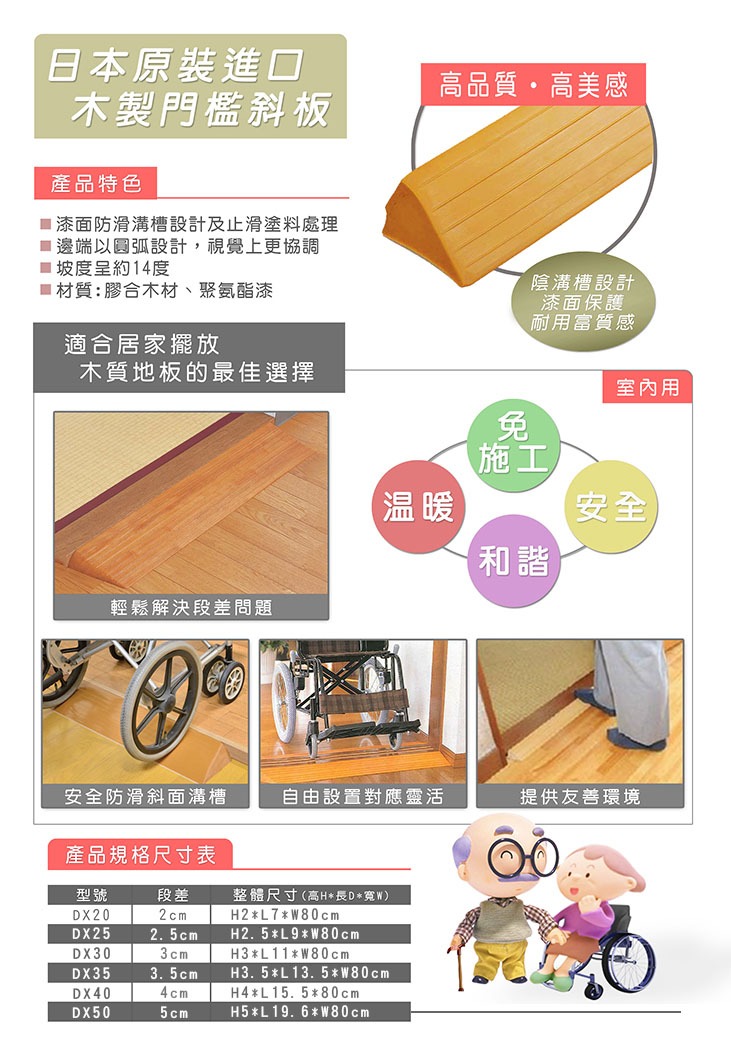 日本原裝進口
木製門檻斜板
高品質・高美感
產品特色
漆面防滑溝槽設計及止滑塗料處理
邊端以圓弧設計，視覺上更協調
坡度呈約14度
材質:膠合木材、聚氨酯漆
陰溝槽設計
漆面保護
耐用富質感
適合居家擺放
木質地板的最佳選擇
室內用
免
施工
温暖
安全
和諧
輕鬆解決段差問題
安全防滑斜面溝槽
自由設置對應靈活
提供友善環境
產品規格尺寸表
型號 段差 整體尺寸(高H*長D*寬W)
DX20 2cm H2*L7*W80cm
DX25 2.5cm H2.5*L9*W80cm
DX30 3cm H3*L11*W80cm
DX35 3.5cm H3.5*L13.5*W80cm
DX40 4cm H4*L15.5*80cm
DX50 5cm H5*L19.6*W80cm